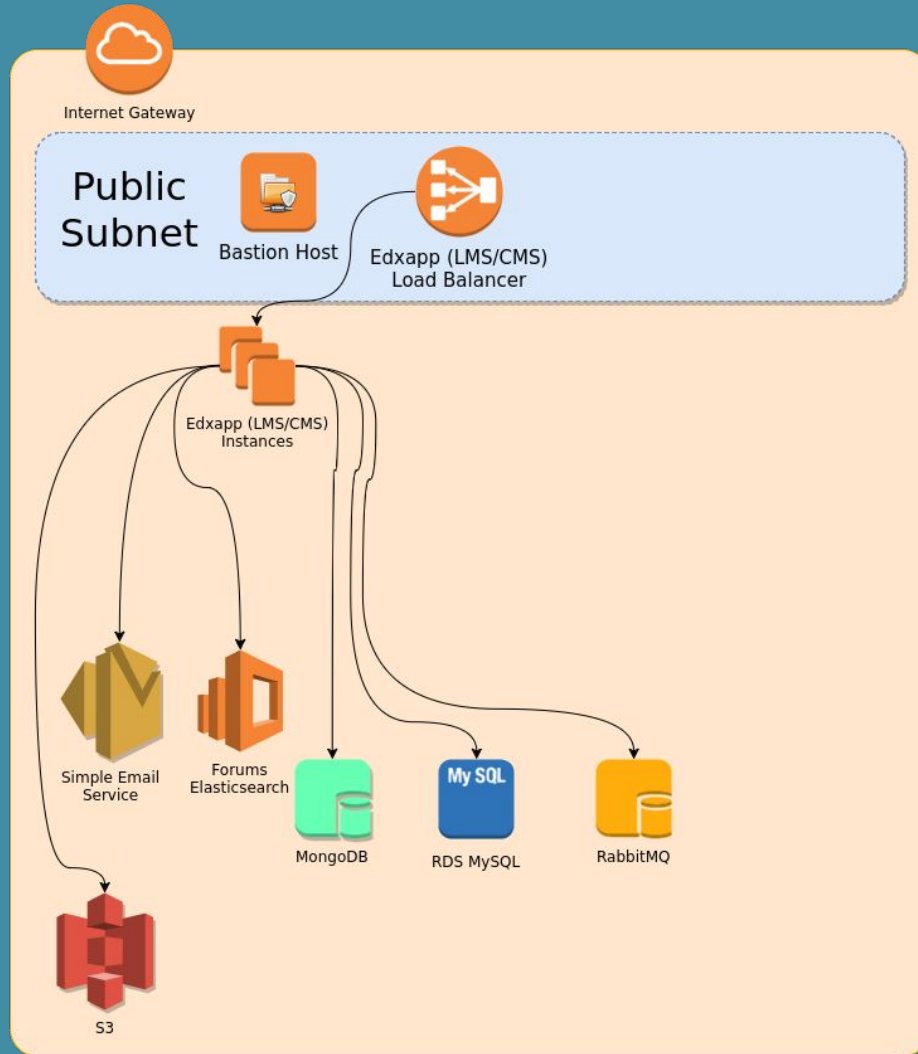 Internet Gateway
Public
Subnet
Bastion Host
Edxapp (LMS/CMS)
Load Balancer
Edxapp (LMS/CMS)
Instances
Simple Email
Service
Forums
Elasticsearch
MongoDB
My SQL
RDS MySQL
RabbitMQ
S3